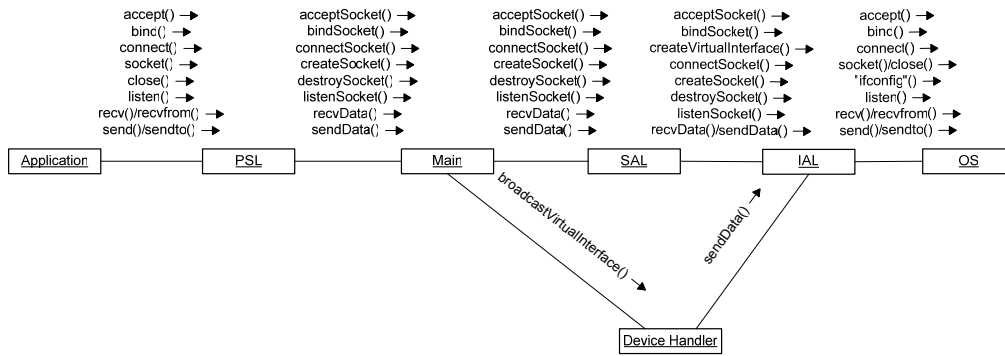 accept()
bind()
connect()
socket()
close()
listen()
recv()/recvfrom()
send()/sendto()
acceptSocket()
bindSocket()
connectSocket()
createSocket()
destroySocket()
listenSocket()
recvData()
sendData()
acceptSocket()
bindSocket()
connectSocket()
createSocket()
destroySocket()
listenSocket()
recvData()
sendData()
acceptSocket()
bindSocket()
createVirtualInterface()
connectSocket()
createSocket()
destroySocket()
listenSocket()
recvData()/sendData()
accept()
bind()
connect()
socket()/close()
"ifconfig"()
listen()
recv()/recvfrom()
send()/sendto()
Application
PSL
Main
SAL
IAL
OS
broadcastVirtualInterface()
sendData()
Device Handler